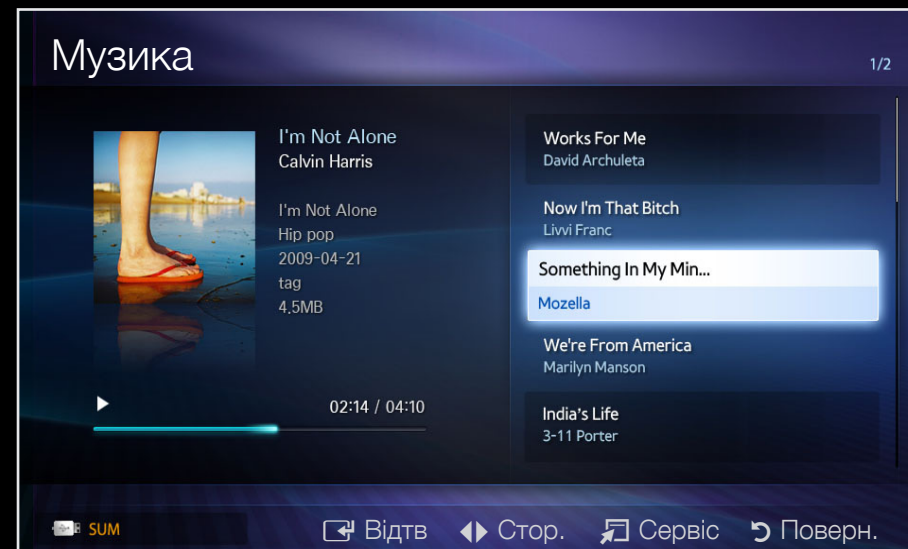 Музика
1/2
I'm Not Alone
Calvin Harris
I'm Not Alone
Hip pop
2009-04-21
tag
4.5MB
02:14 / 04:10
Works For Me
David Archuleta
Now I'm That Bitch
Livvi Franc
Something In My Min...
Mozella
We're From America
Marilyn Manson
India's Life
3-11 Porter
SUM
Відтв Стор. Сервіс Поверн.